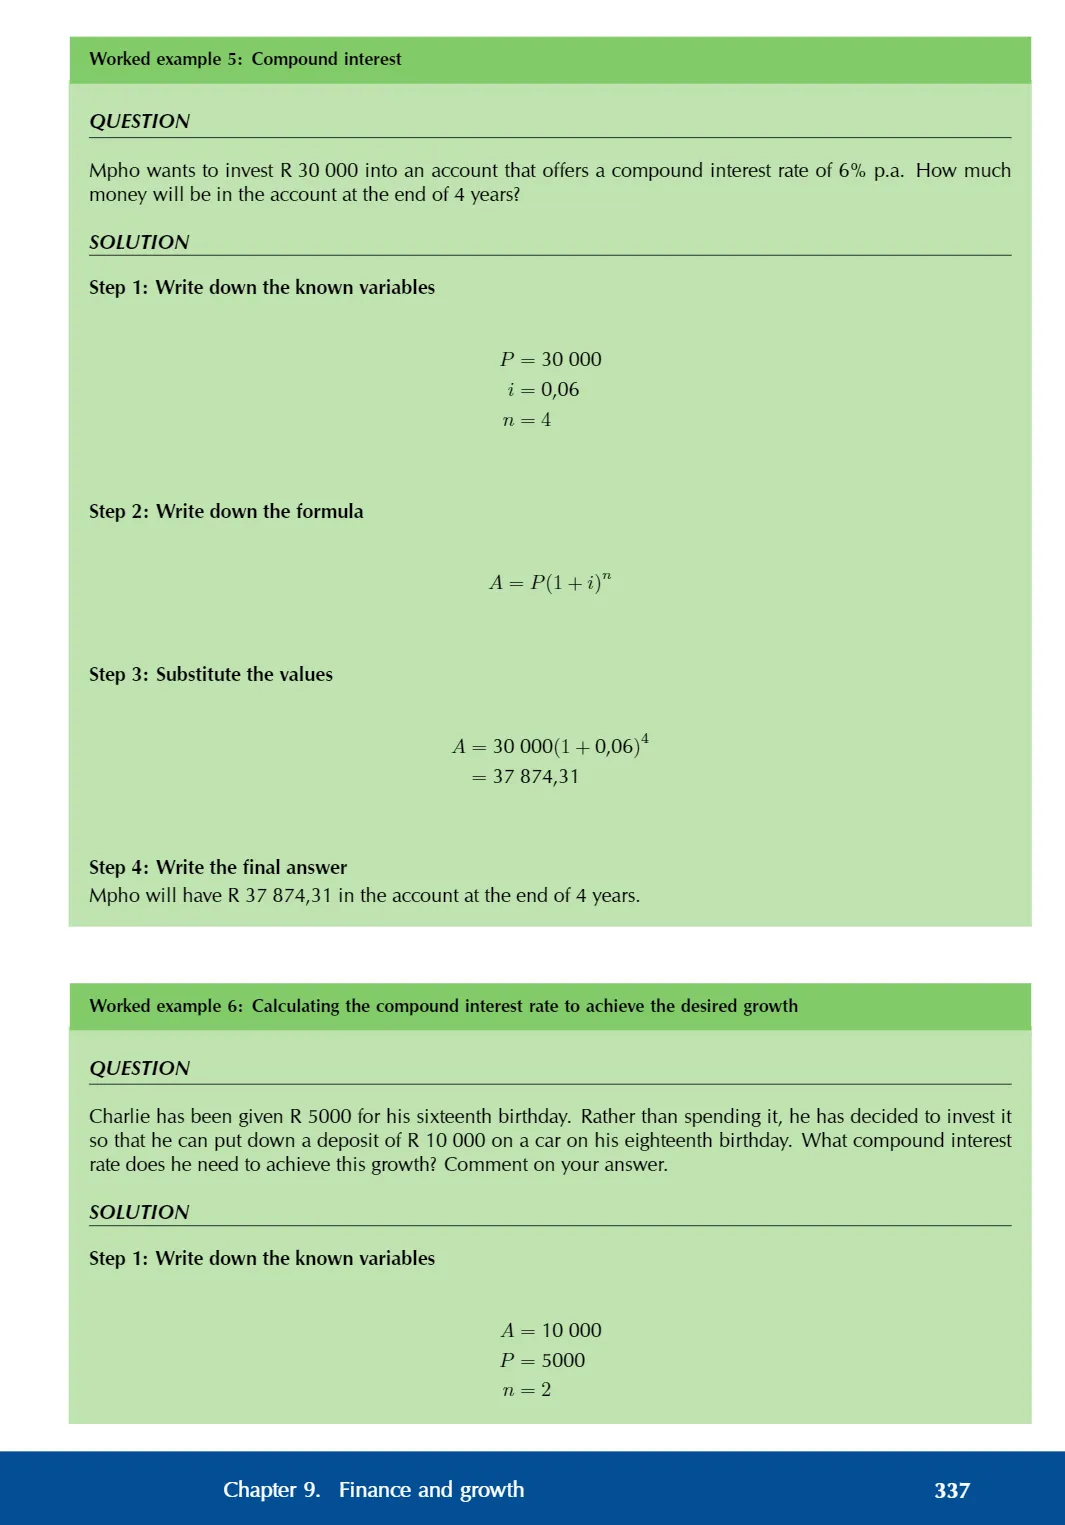 Worked example 5: Compound interest
QUESTION
Mpho wants to invest R 30 000 into an account that offers a compound interest rate of 6% p.a. How much
money will be in the account at the end of 4 years?
SOLUTION
Step 1: Write down the known variables
P = 30 000
i = 0,06
n = 4
Step 2: Write down the formula
A = P(1 + i)ⁿ
Step 3: Substitute the values
A = 30 000(1 + 0,06)⁴
= 37 874,31
Step 4: Write the final answer
Mpho will have R 37 874,31 in the account at the end of 4 years.
Worked example 6: Calculating the compound interest rate to achieve the desired growth
QUESTION
Charlie has been given R 5000 for his sixteenth birthday. Rather than spending it, he has decided to invest it
so that he can put down a deposit of R 10 000 on a car on his eighteenth birthday. What compound interest
rate does he need to achieve this growth? Comment on your answer.
SOLUTION
Step 1: Write down the known variables
A = 10 000
P = 5000
n = 2
Chapter 9. Finance and growth 337